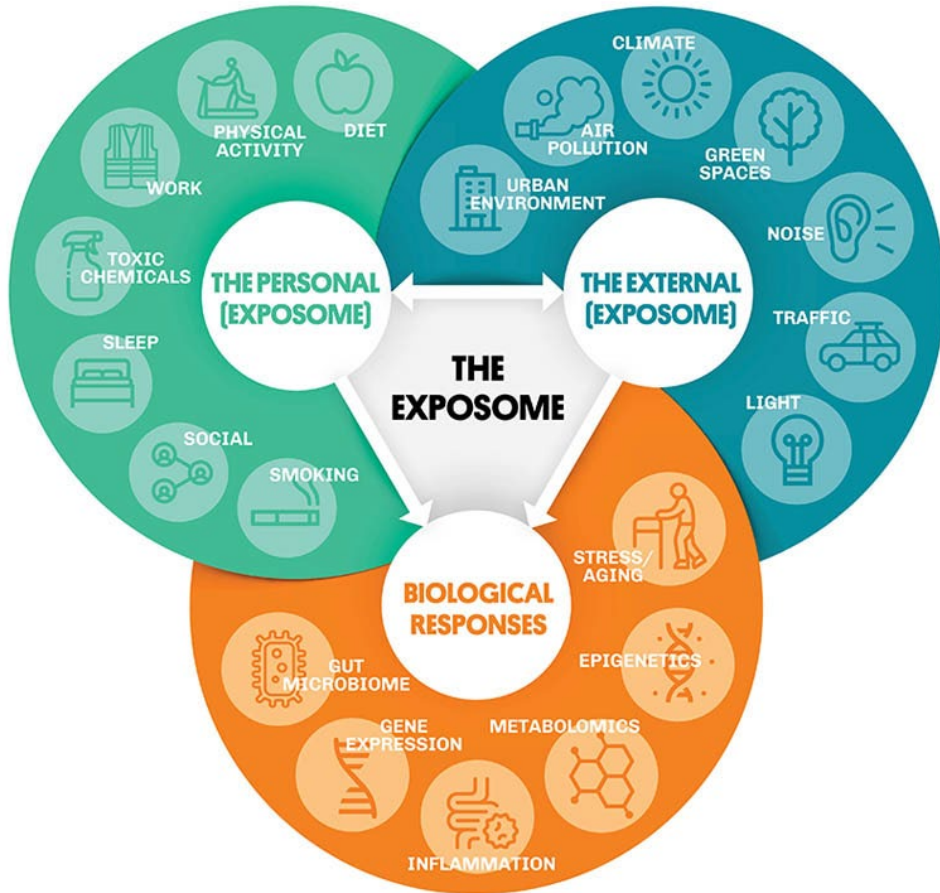 PHYSICAL
ACTIVITY
DIET
WORK
TOXIC
CHEMICALS
SLEEP
SOCIAL
SMOKING
THE PERSONAL
(EXPOSOME)
CLIMATE
AIR
POLLUTION
GREEN
SPACES
URBAN
ENVIRONMENT
NOISE
TRAFFIC
LIGHT
THE EXTERNAL
(EXPOSOME)
THE
EXPOSOME
BIOLOGICAL
RESPONSES
STRESS/
AGING
EPIGENETICS
METABOLOMICS
INFLAMMATION
GENE
EXPRESSION
GUT
MICROBIOME